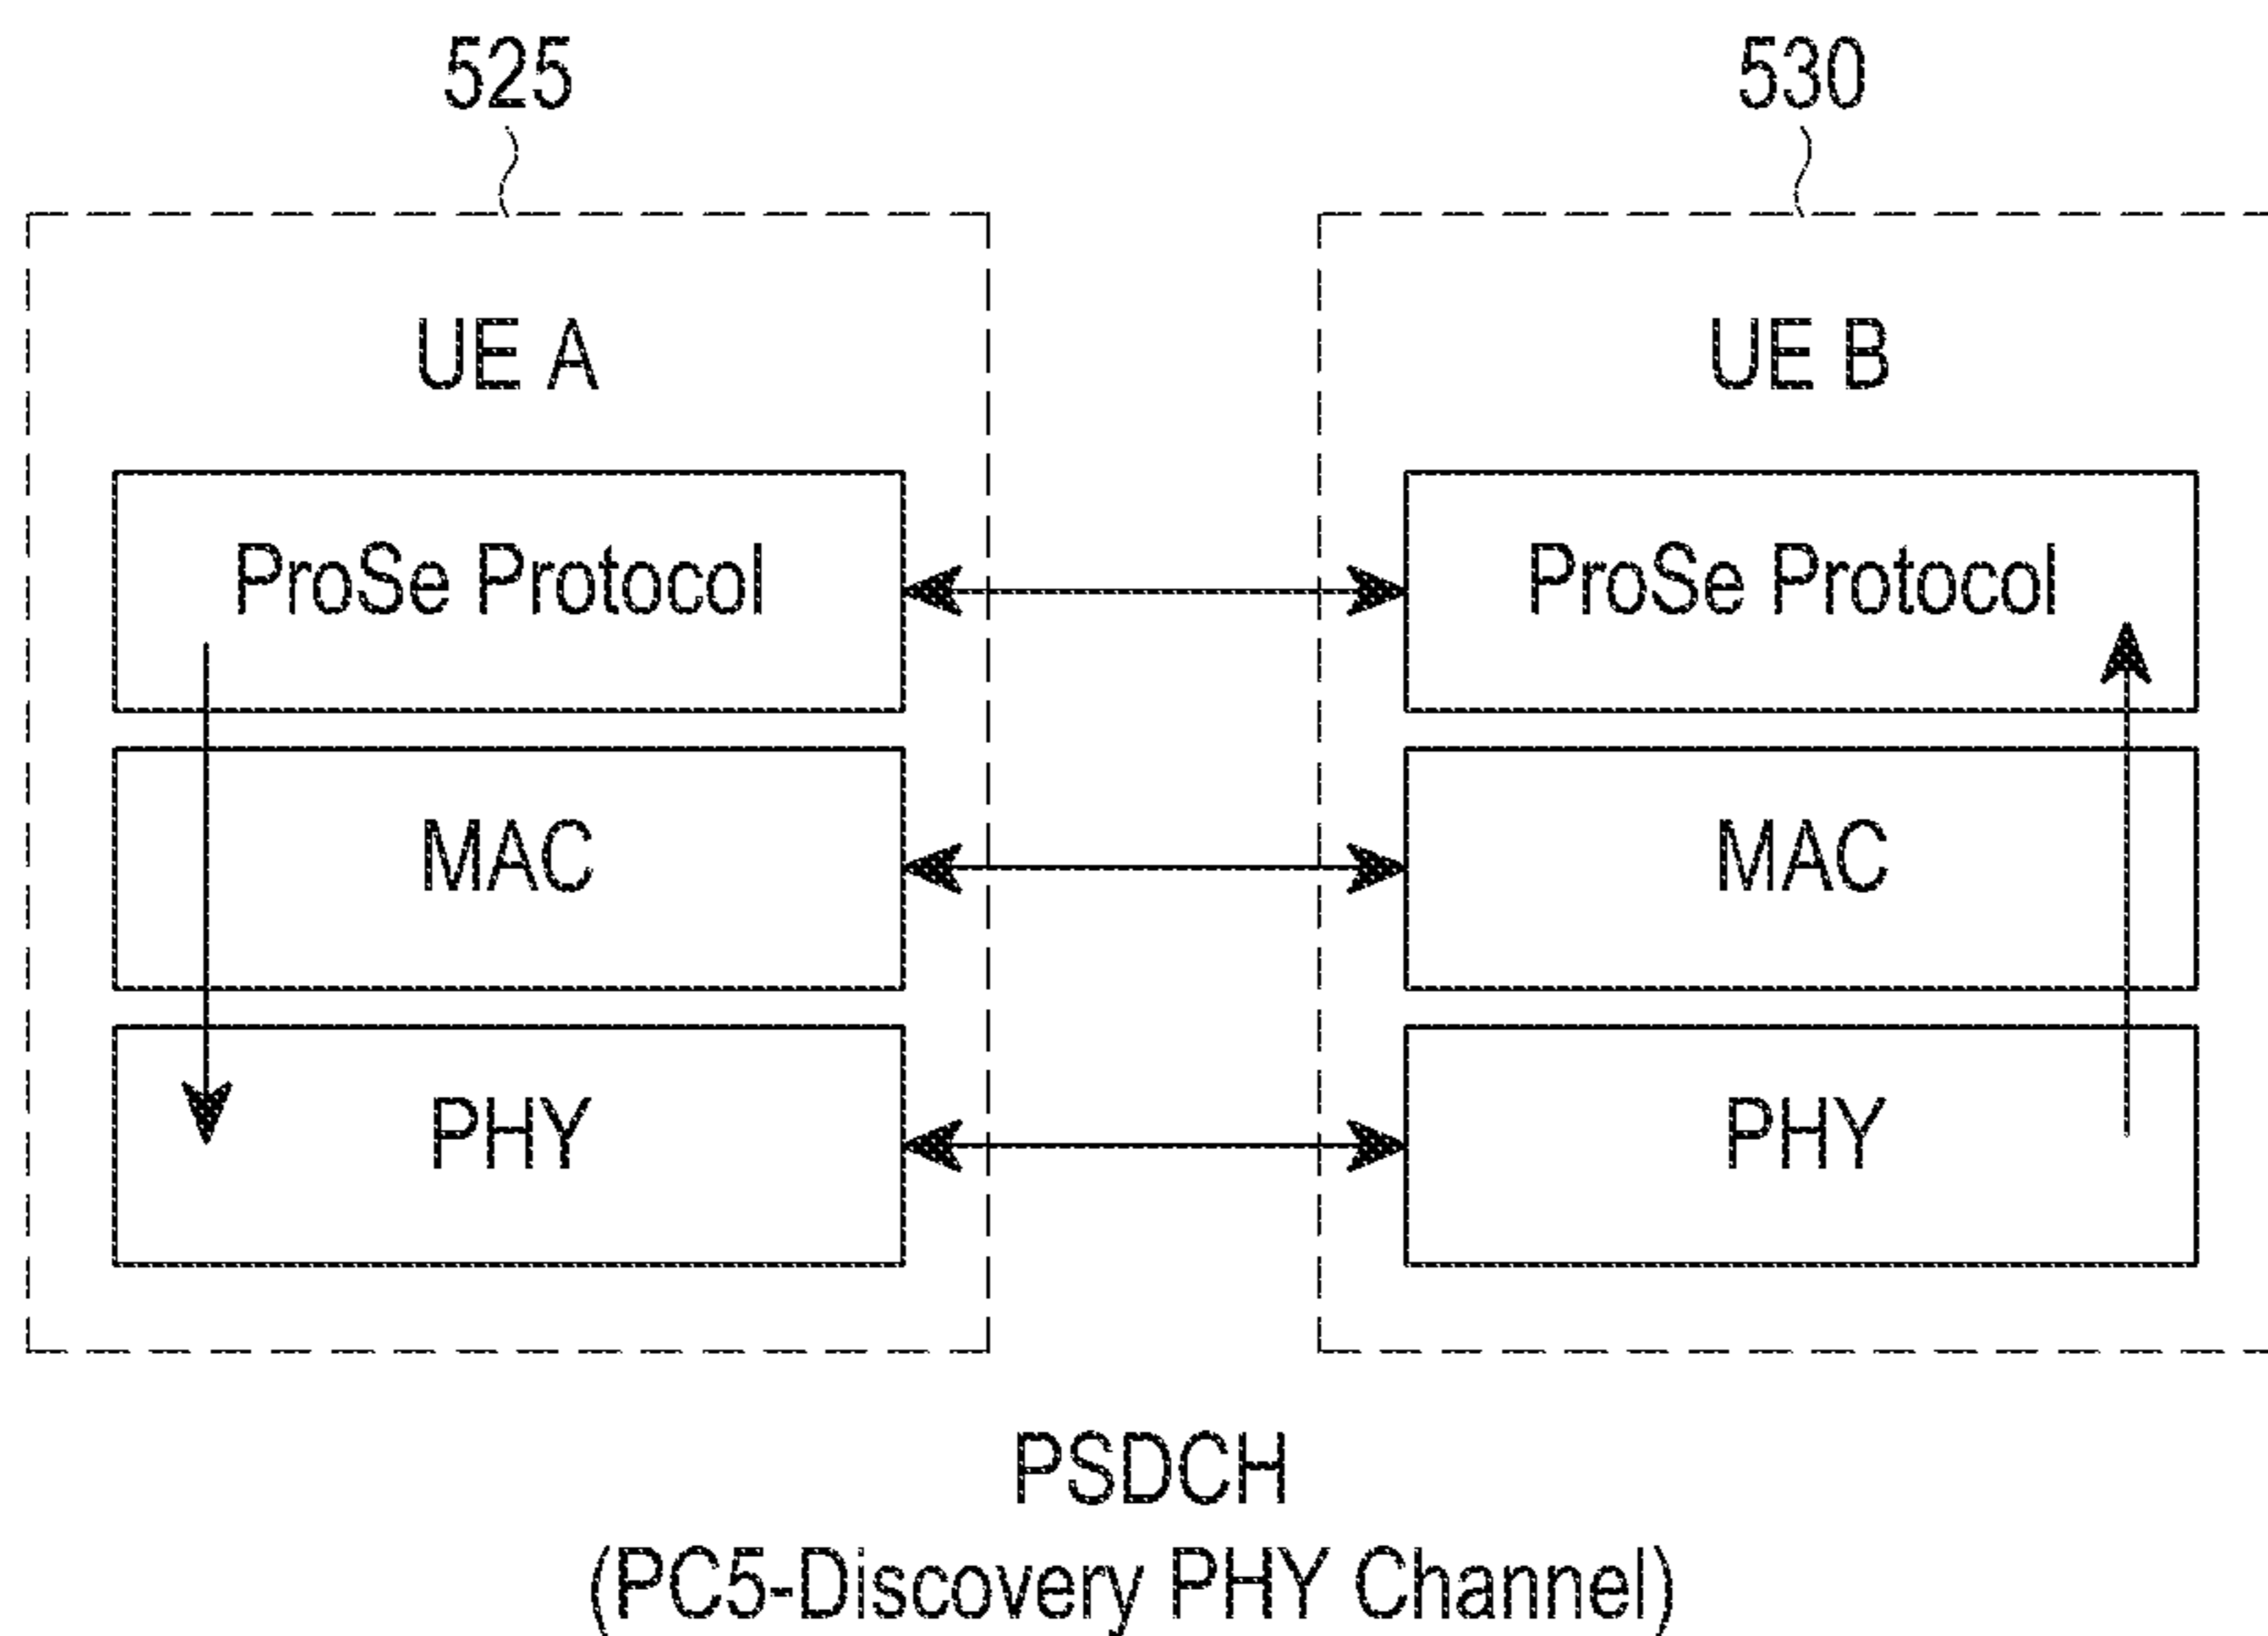 525 530
UE A UE B
ProSe Protocol ProSe Protocol
MAC MAC
PHY PHY
PSDCH
(PC5-Discovery PHY Channel)